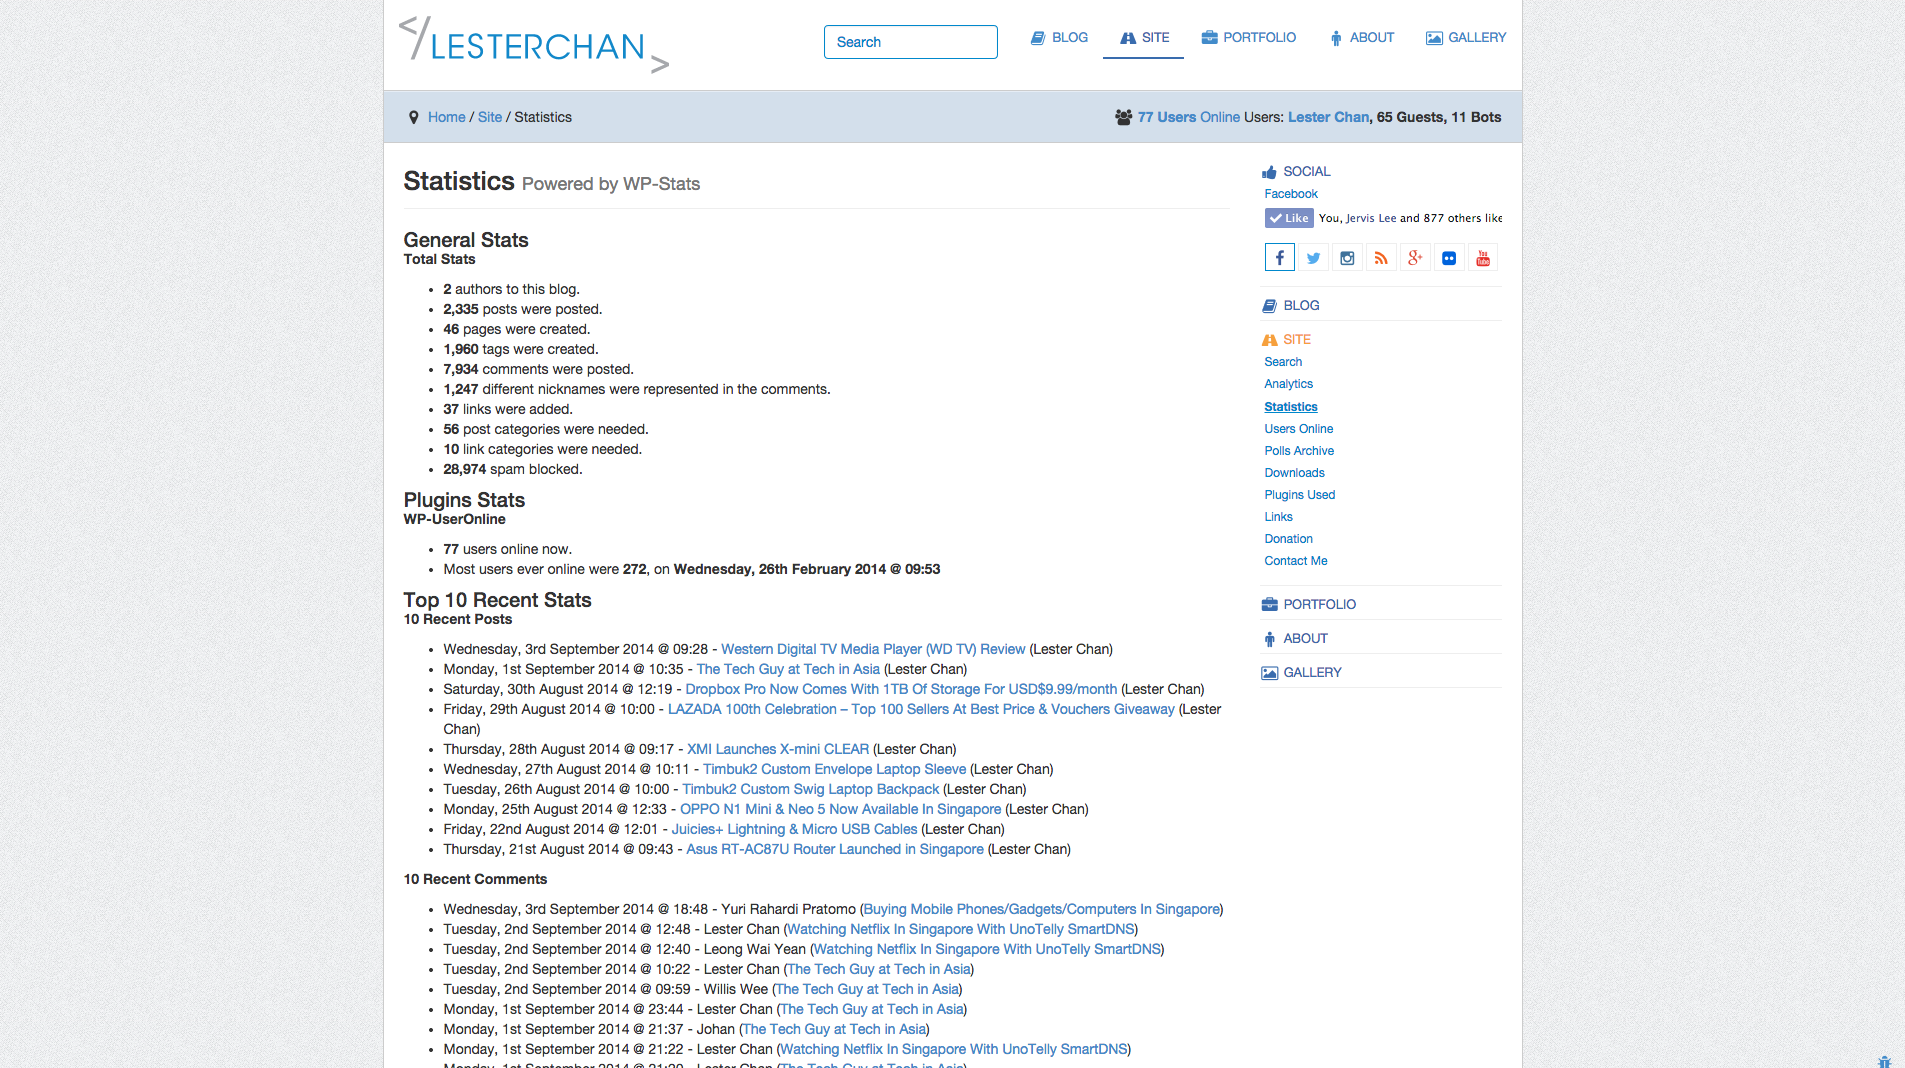 </LESTERCHAN>
Search
BLOG
SITE
PORTFOLIO
ABOUT
GALLERY
Home / Site / Statistics
77 Users Online Users: Lester Chan, 65 Guests, 11 Bots
Statistics Powered by WP-Stats
General Stats
Total Stats
• 2 authors to this blog.
• 2,335 posts were posted.
• 46 pages were created.
• 1,960 tags were created.
• 7,934 comments were posted.
• 1,247 different nicknames were represented in the comments.
• 37 links were added.
• 56 post categories were needed.
• 10 link categories were needed.
• 28,974 spam blocked.
Plugins Stats
WP-UserOnline
• 77 users online now.
• Most users ever online were 272, on Wednesday, 26th February 2014 @ 09:53
Top 10 Recent Stats
10 Recent Posts
• Wednesday, 3rd September 2014 @ 09:28 - Western Digital TV Media Player (WD TV) Review (Lester Chan)
• Monday, 1st September 2014 @ 10:35 - The Tech Guy at Tech in Asia (Lester Chan)
• Saturday, 30th August 2014 @ 12:19 - Dropbox Pro Now Comes With 1TB Of Storage For USD$9.99/month (Lester Chan)
• Friday, 29th August 2014 @ 10:00 - LAZADA 100th Celebration – Top 100 Sellers At Best Price & Vouchers Giveaway (Lester
Chan)
• Thursday, 28th August 2014 @ 09:17 - XMI Launches X-mini CLEAR (Lester Chan)
• Wednesday, 27th August 2014 @ 10:11 - Timbuk2 Custom Envelope Laptop Sleeve (Lester Chan)
• Tuesday, 26th August 2014 @ 10:00 - Timbuk2 Custom Swig Laptop Backpack (Lester Chan)
• Monday, 25th August 2014 @ 12:33 - OPPO N1 Mini & Neo 5 Now Available In Singapore (Lester Chan)
• Friday, 22nd August 2014 @ 12:01 - Juicies+ Lightning & Micro USB Cables (Lester Chan)
• Thursday, 21st August 2014 @ 09:43 - Asus RT-AC87U Router Launched in Singapore (Lester Chan)
10 Recent Comments
• Wednesday, 3rd September 2014 @ 18:48 - Yuri Rahardi Pratomo (Buying Mobile Phones/Gadgets/Computers In Singapore)
• Tuesday, 2nd September 2014 @ 12:48 - Lester Chan (Watching Netflix In Singapore With UnoTelly SmartDNS)
• Tuesday, 2nd September 2014 @ 12:40 - Leong Wai Yean (Watching Netflix In Singapore With UnoTelly SmartDNS)
• Tuesday, 2nd September 2014 @ 10:22 - Lester Chan (The Tech Guy at Tech in Asia)
• Tuesday, 2nd September 2014 @ 09:59 - Willis Wee (The Tech Guy at Tech in Asia)
• Monday, 1st September 2014 @ 23:44 - Lester Chan (The Tech Guy at Tech in Asia)
• Monday, 1st September 2014 @ 21:37 - Johan (The Tech Guy at Tech in Asia)
• Monday, 1st September 2014 @ 21:22 - Lester Chan (Watching Netflix In Singapore With UnoTelly SmartDNS)
Monday, 1st September 2014 @ 21:20 - Lester Chan (The Tech Guy at Tech in Asia)
SOCIAL
Facebook
Like You, Jervis Lee and 877 others like
You Tube
BLOG
SITE
Search
Analytics
Statistics
Users Online
Polls Archive
Downloads
Plugins Used
Links
Donation
Contact Me
PORTFOLIO
ABOUT
GALLERY